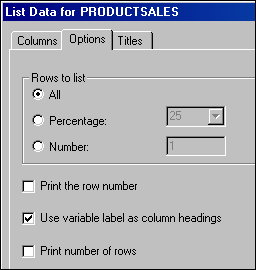 List Data for PRODUCTSALES
Columns Options Titles
Rows to list
All
Percentage: 25
Number: 1
Print the row number
Use variable label as column headings
Print number of rows